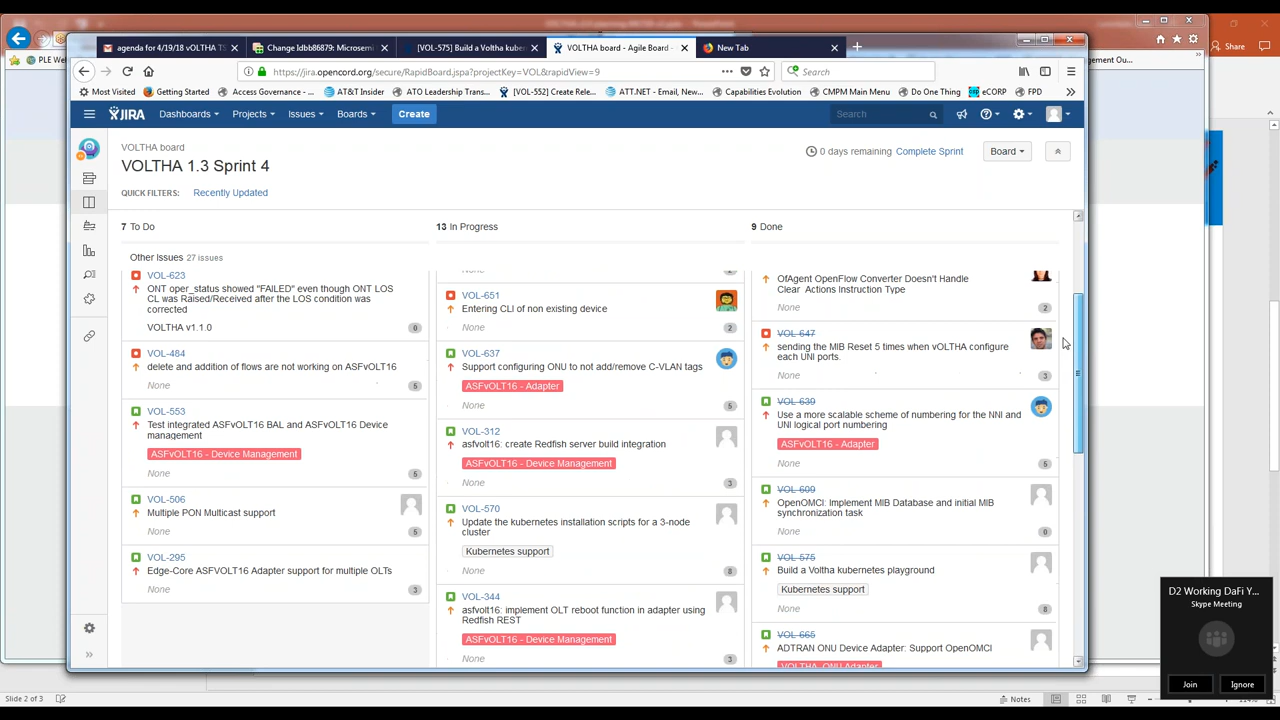 Share
PLE We
agenda for 4/19/18 vOLTHA TS
Change ldbb86879: Microsemi
[VOL-575] Build a Voltha kuber
VOLTHA board - Agile Board -
New Tab
https://jira.opencord.org/secure/RapidBoard.jspa?projectKey=VOL&rapidView=9
Search
Most Visited
Getting Started
Access Governance -...
AT&T Insider
ATO Leadership Trans...
[VOL-552] Create Rele...
ATT.NET - Email, New...
Capabilities Evolution
CMPM Main Menu
Do One Thing
eCORP
FPD
JIRA
Dashboards
Projects
Issues
Boards
Create
Search
VOLTHA board
VOLTHA 1.3 Sprint 4
0 days remaining
Complete Sprint
Board
QUICK FILTERS:
Recently Updated
7 To Do
13 In Progress
9 Done
Other Issues 27 issues
VOL-623
ONT oper_status showed "FAILED" even though ONT LOS
CL was Raised/Received after the LOS condition was
corrected
VOLTHA v1.1.0
0
VOL-484
delete and addition of flows are not working on ASFvOLT16
None
5
VOL-553
Test integrated ASFvOLT16 BAL and ASFvOLT16 Device
management
ASFvOLT16 - Device Management
None
5
VOL-506
Multiple PON Multicast support
None
5
VOL-295
Edge-Core ASFVOLT16 Adapter support for multiple OLTs
None
3
2
VOL-651
Entering CLI of non existing device
None
2
VOL-637
Support configuring ONU to not add/remove C-VLAN tags
ASFvOLT16 - Adapter
None
5
VOL-312
asfvolt16: create Redfish server build integration
ASFvOLT16 - Device Management
None
3
VOL-570
Update the kubernetes installation scripts for a 3-node
cluster
Kubernetes support
None
8
VOL-344
asfvolt16: implement OLT reboot function in adapter using
Redfish REST
ASFvOLT16 - Device Management
None
3
OfAgent OpenFlow Converter Doesn't Handle
Clear_Actions Instruction Type
None
2
VOL-647
sending the MIB Reset 5 times when vOLTHA configure
each UNI ports.
None
3
VOL-639
Use a more scalable scheme of numbering for the NNI and
UNI logical port numbering
ASFvOLT16 - Adapter
None
5
VOL-609
OpenOMCI: Implement MIB Database and initial MIB
synchronization task
None
0
VOL-575
Build a Voltha kubernetes playground
Kubernetes support
None
8
VOL-665
ADTRAN ONU Device Adapter: Support OpenOMCI
VOLTHA ONU Adapter
D2 Working DaFi Y...
Skype Meeting
Join
Ignore
Slide 2 of 3
Notes